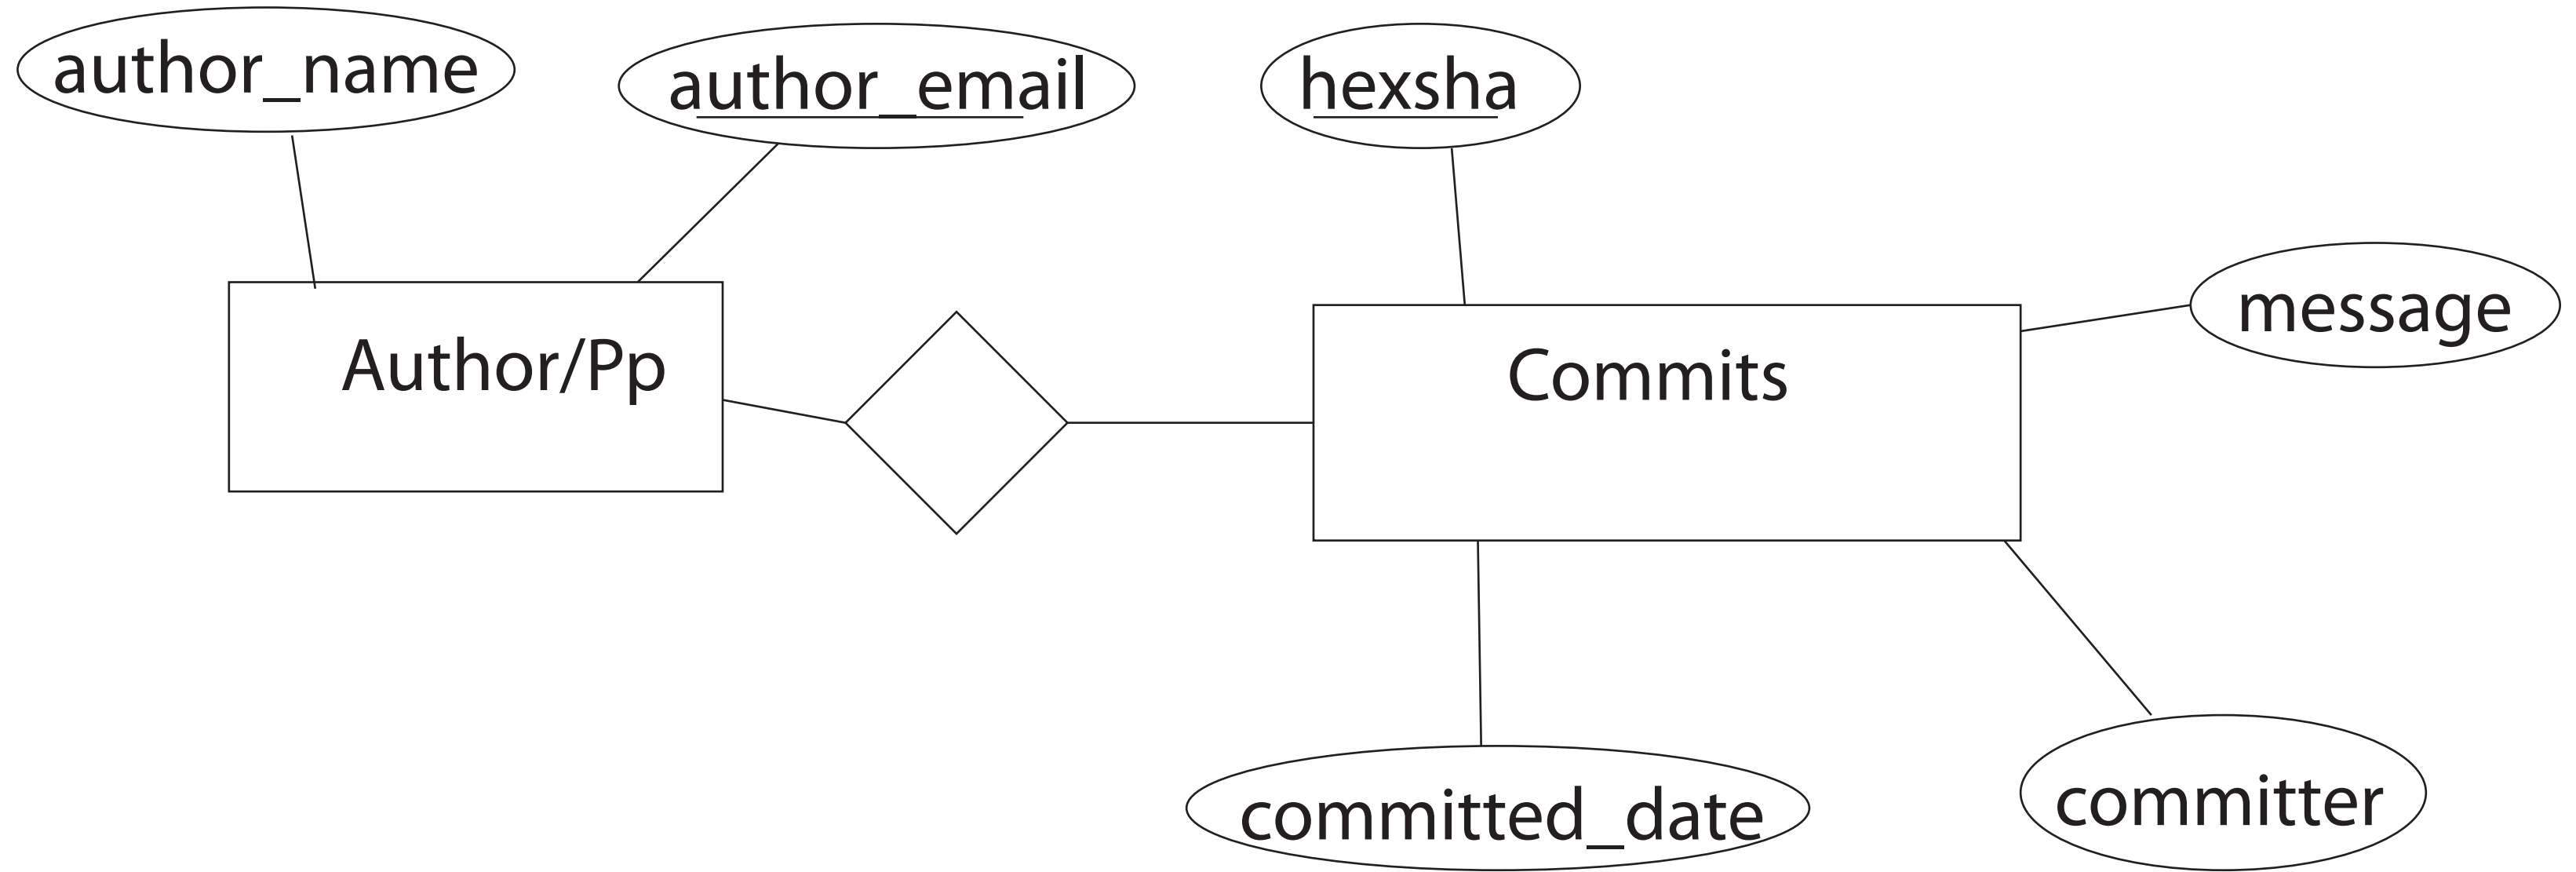 author_name
author_email
hexsha
message
Author/Pp
Commits
committed_date
committer